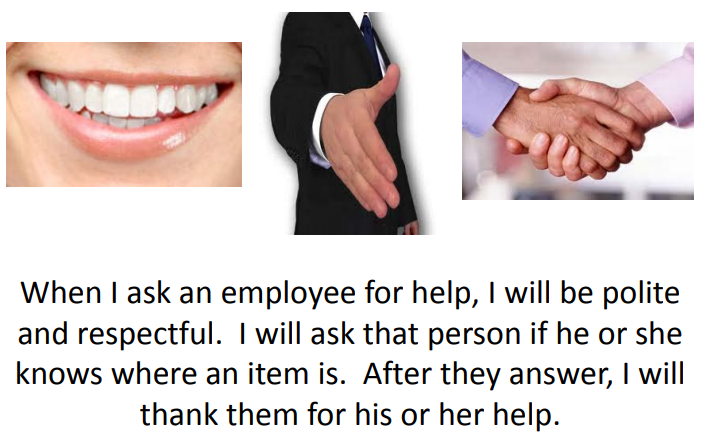 When I ask an employee for help, I will be polite
and respectful.  I will ask that person if he or she
knows where an item is.  After they answer, I will
thank them for his or her help.